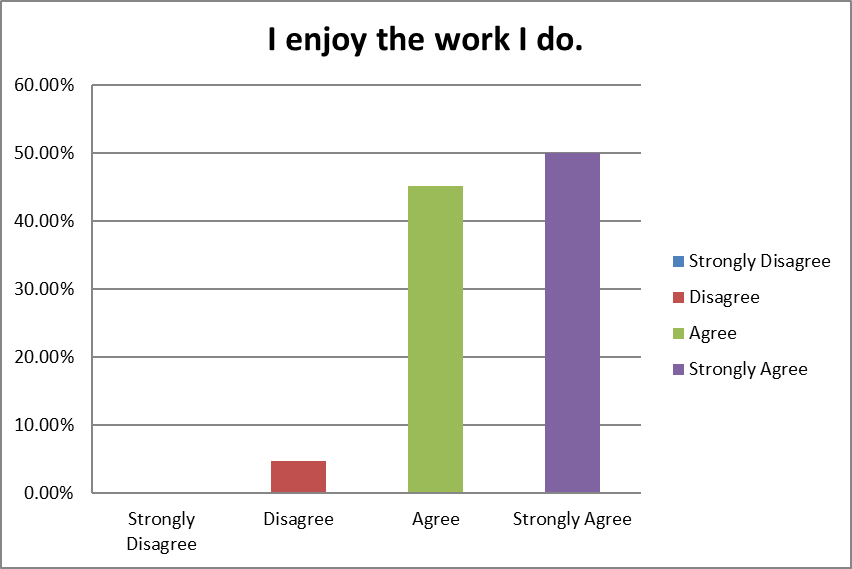 I enjoy the work I do.
60.00%
50.00%
40.00%
30.00%
20.00%
10.00%
0.00%
Strongly
Disagree
Disagree
Agree
Strongly Agree
Strongly Disagree
Disagree
Agree
Strongly Agree